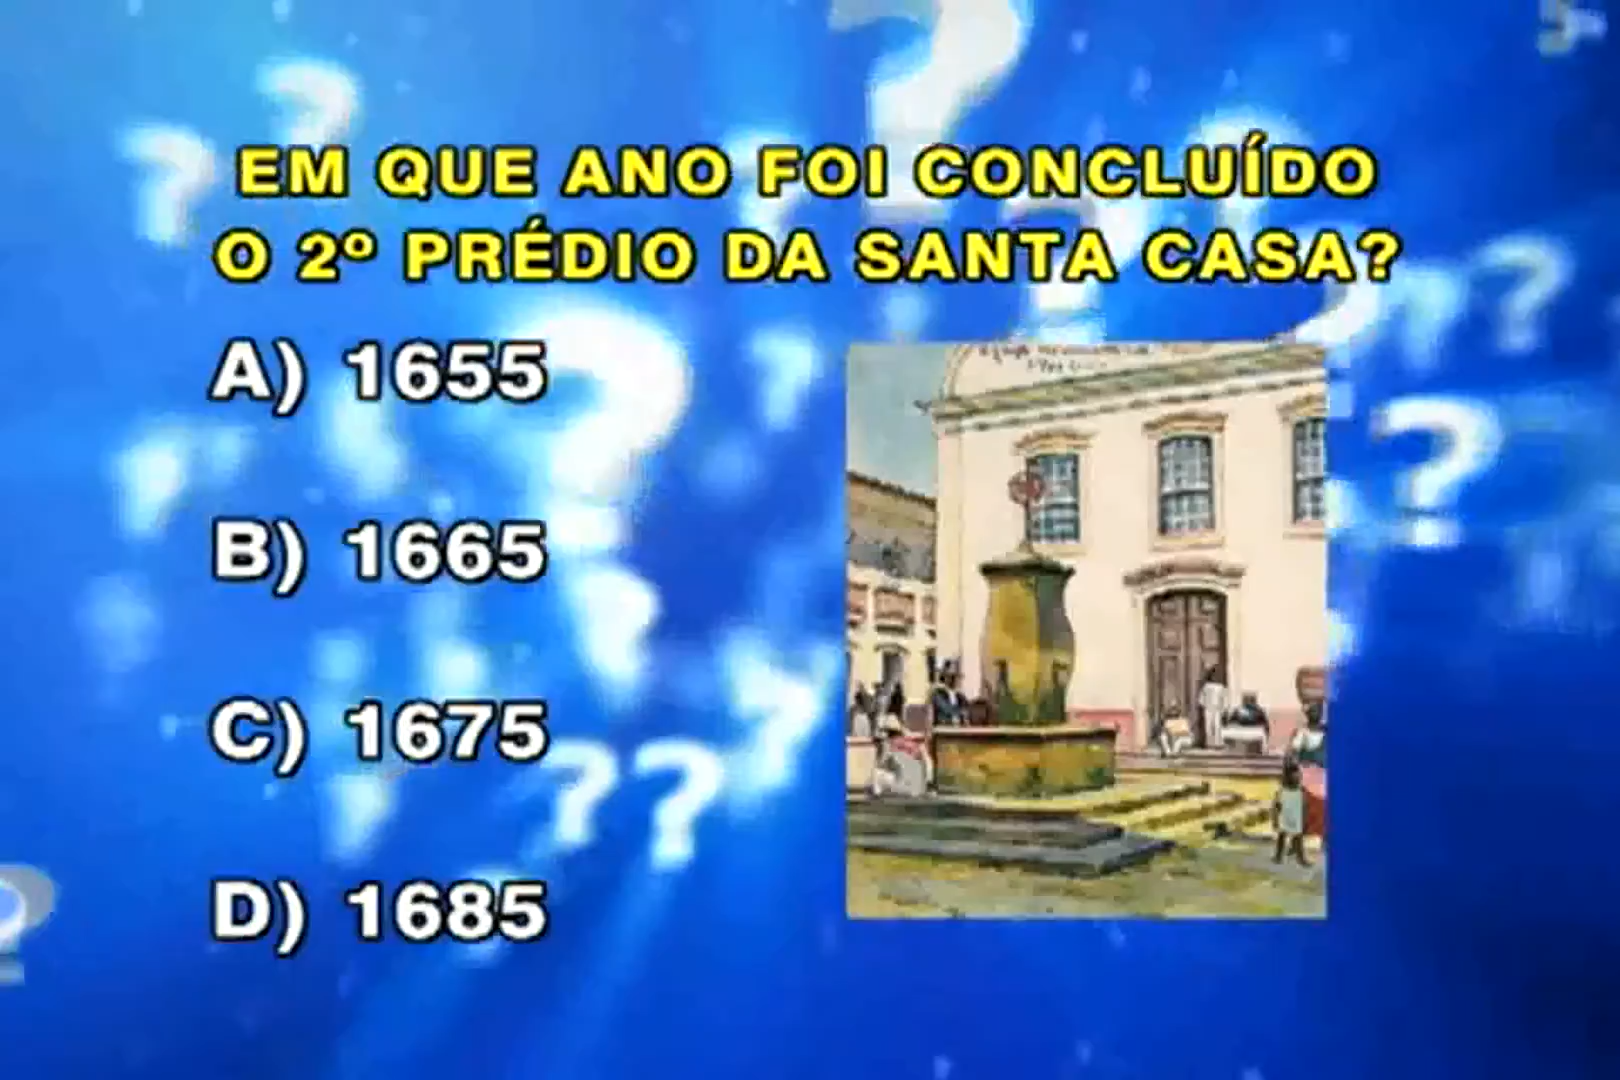 EM QUE ANO FOI CONCLUÍDO
O 2º PRÉDIO DA SANTA CASA?
A) 1655
B) 1665
C) 1675
D) 1685